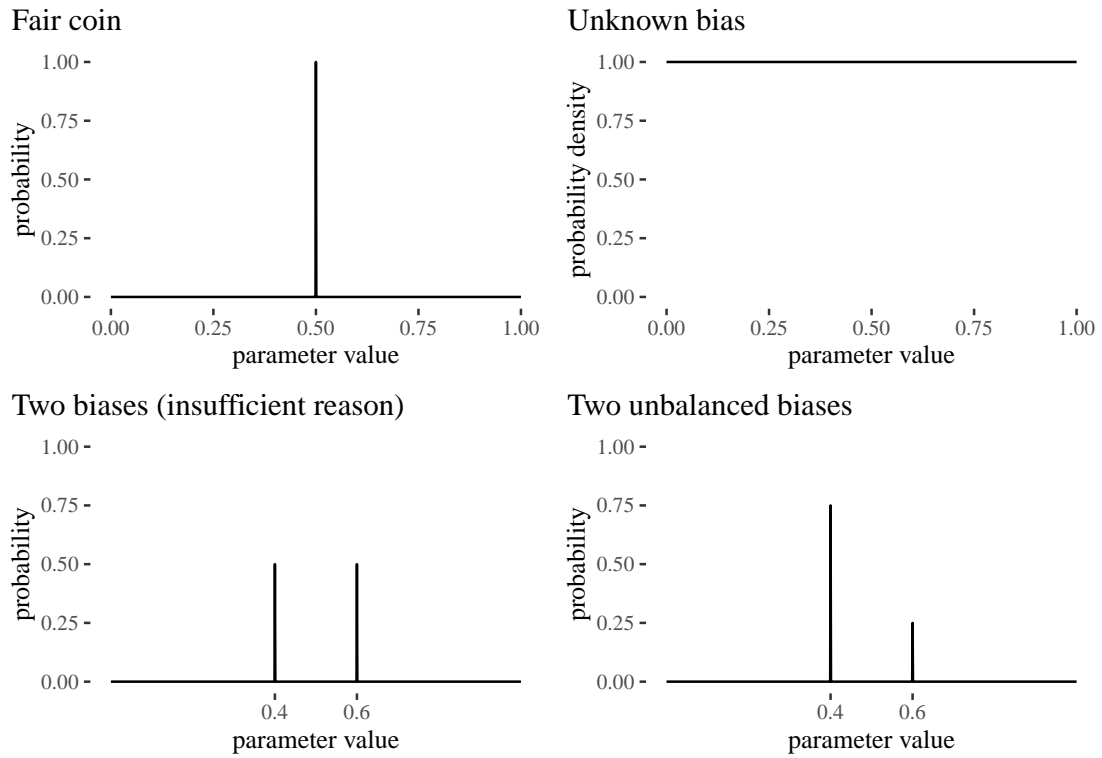 Fair coin
1.00
0.75
0.50
0.25
0.00
probability
0.00 0.25 0.50 0.75 1.00
parameter value
Unknown bias
1.00
0.75
0.50
0.25
0.00
probability density
0.00 0.25 0.50 0.75 1.00
parameter value
Two biases (insufficient reason)
1.00
0.75
0.50
0.25
0.00
probability
0.4 0.6
parameter value
Two unbalanced biases
1.00
0.75
0.50
0.25
0.00
probability
0.4 0.6
parameter value